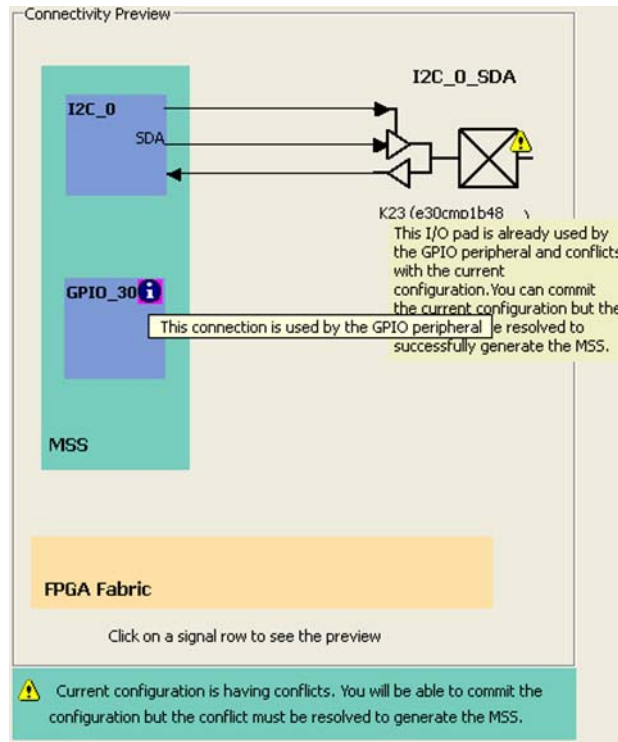 Connectivity Preview
I2C_0_SDA
I2C_0
SDA
K23 (e30cmp1b48
This I/O pad is already used by
the GPIO peripheral and conflicts
with the current
configuration.You can commit
the current configuration but the
e resolved to
successfully generate the MSS.
GPIO_30
This connection is used by the GPIO peripheral
MSS
FPGA Fabric
Click on a signal row to see the preview
Current configuration is having conflicts. You will be able to commit the
configuration but the conflict must be resolved to generate the MSS.